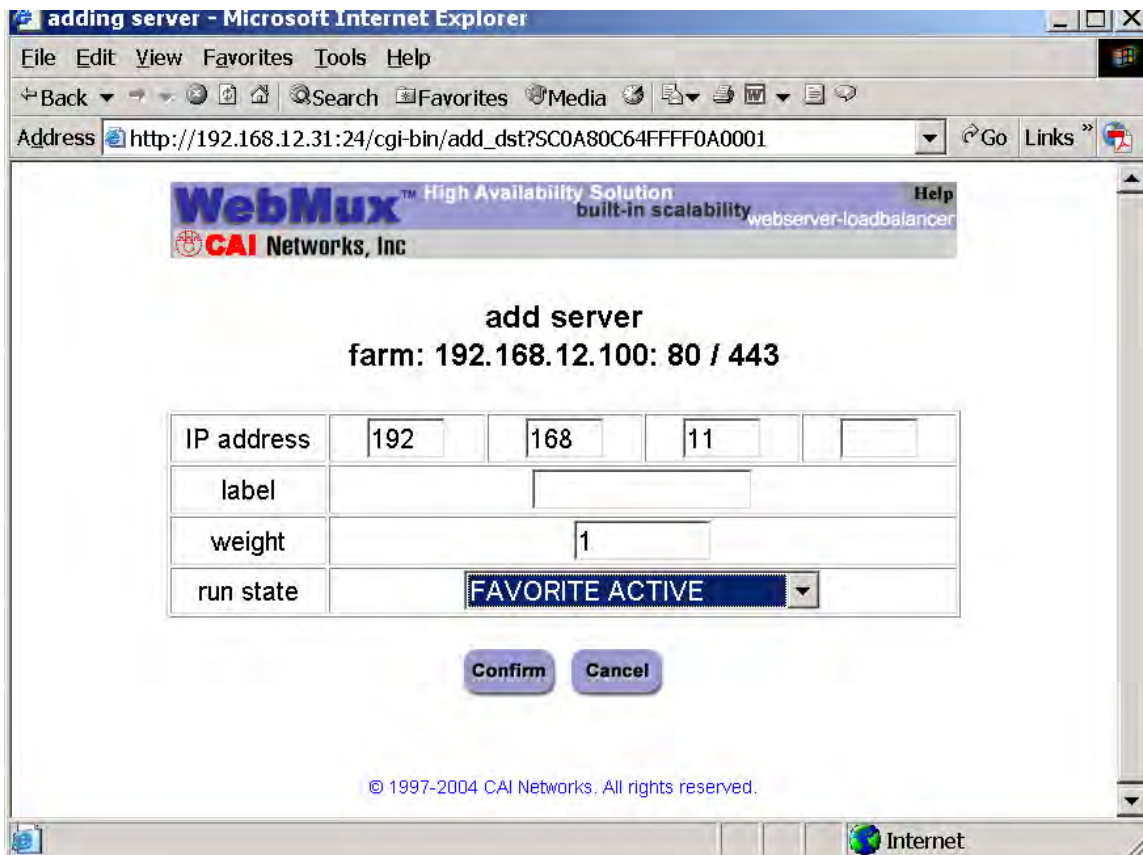 adding server - Microsoft Internet Explorer
File Edit View Favorites Tools Help
Back Search Favorites Media
Address http://192.168.12.31:24/cgi-bin/add_dst?SC0A80C64FFFF0A0001 Go Links »
WebMux™ High Availability Solution Help
built-in scalability
webserver-loadbalancer
CAI Networks, Inc
add server
farm: 192.168.12.100: 80 / 443
IP address 192 168 11
label
weight 1
run state FAVORITE ACTIVE
Confirm Cancel
© 1997-2004 CAI Networks. All rights reserved.
Internet